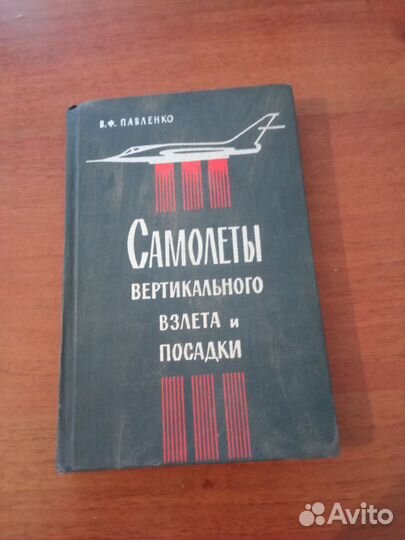 В.Ф. ПАВЛЕНКО
САМОЛЕТЫ
ВЕРТИКАЛЬНОГО
ВЗЛЕТА и
ПОСАДКИ
Avito